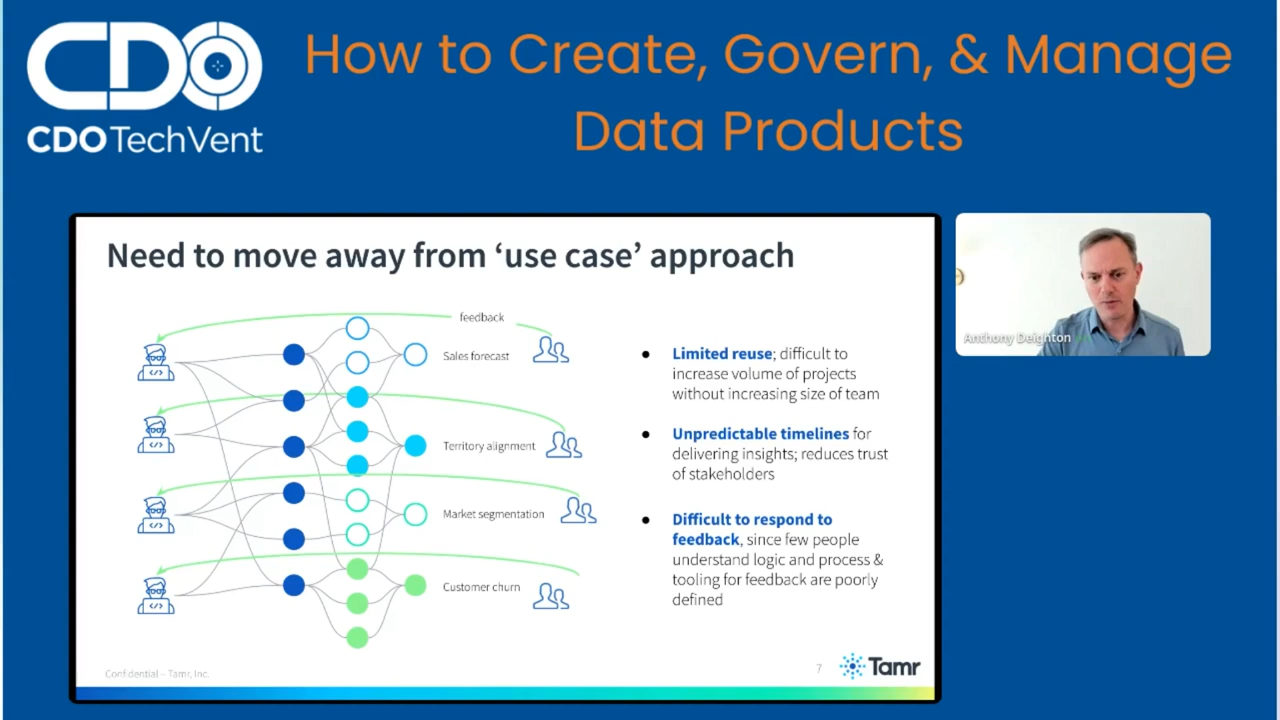 CDO
CDO TechVent
How to Create, Govern, & Manage
Data Products
Need to move away from ‘use case’ approach
feedback
Sales forecast
Territory alignment
Market segmentation
Customer churn
</>
</>
</>
</>
● Limited reuse; difficult to
increase volume of projects
without increasing size of team
● Unpredictable timelines for
delivering insights; reduces trust
of stakeholders
● Difficult to respond to
feedback, since few people
understand logic and process &
tooling for feedback are poorly
defined
Confidential – Tamr, Inc.
7
Tamr
Anthony Deighton